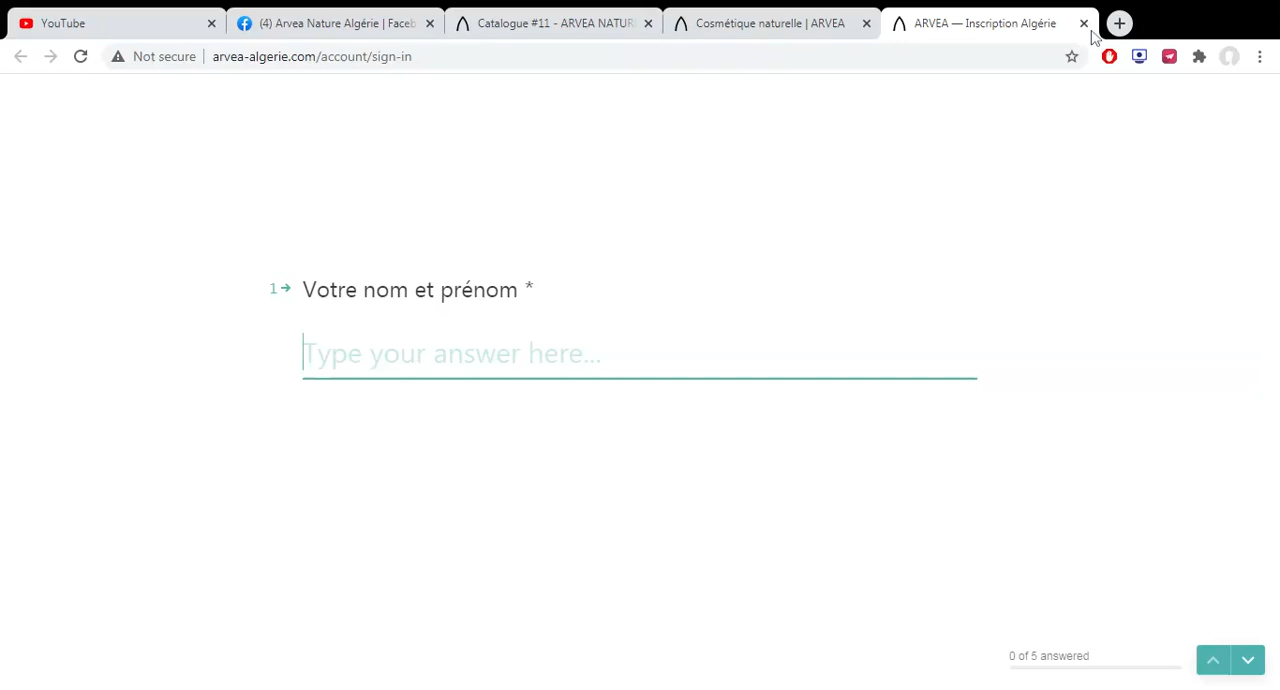 YouTube
(4) Arvea Nature Algérie | Faceb
Catalogue #11 - ARVEA NATUR
Cosmétique naturelle | ARVEA
ARVEA — Inscription Algérie
Not secure
arvea-algerie.com/account/sign-in
1
Votre nom et prénom *
Type your answer here...
0 of 5 answered